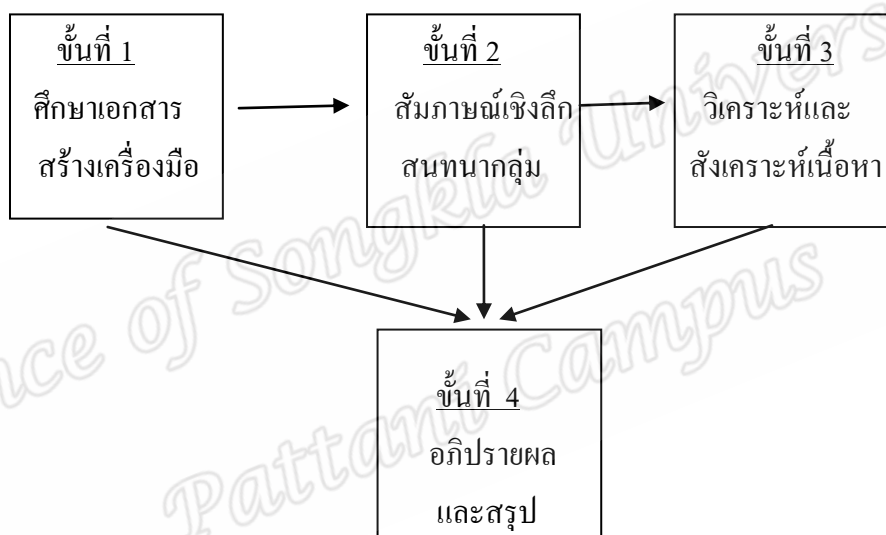 ขั้นที่ 1
ศึกษาเอกสาร
สร้างเครื่องมือ
ขั้นที่ 2
สัมภาษณ์เชิงลึก
สนทนากลุ่ม
ขั้นที่ 3
วิเคราะห์และ
สังเคราะห์เนื้อหา
ขั้นที่ 4
อภิปรายผล
และสรุป
nce of Songkla Univers
Pattani Campus